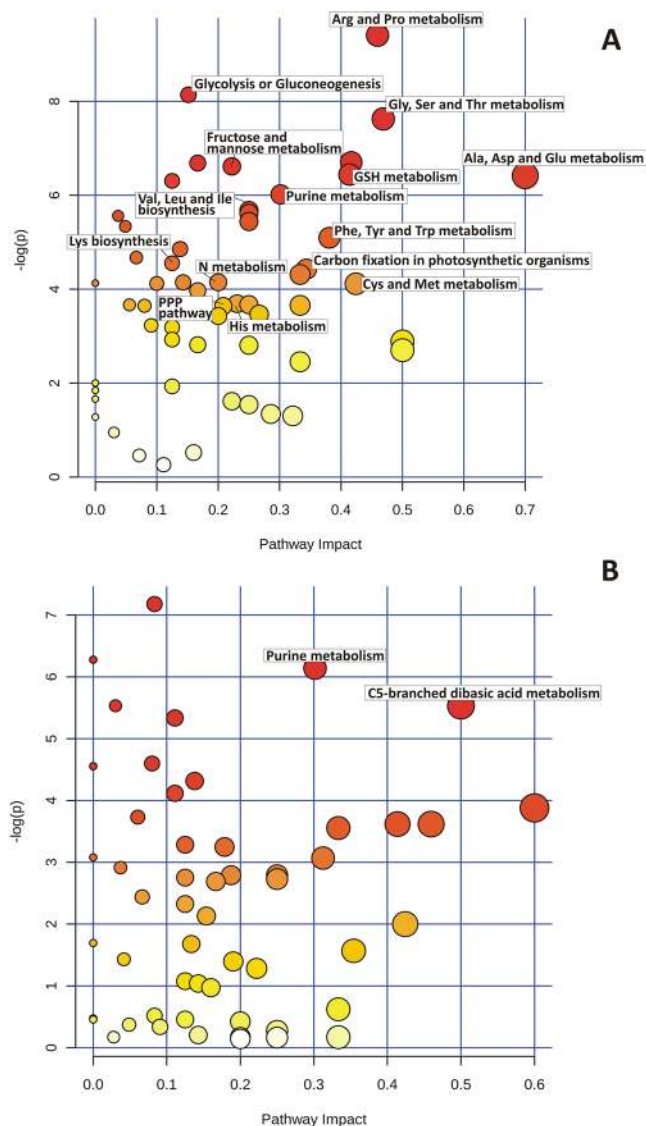 A
Arg and Pro metabolism
Glycolysis or Gluconeogenesis
Gly, Ser and Thr metabolism
Fructose and
mannose metabolism
Ala, Asp and Glu metabolism
GSH metabolism
Purine metabolism
Val, Leu and Ile
biosynthesis
Phe, Tyr and Trp metabolism
Lys biosynthesis
N metabolism
Carbon fixation in photosynthetic organisms
Cys and Met metabolism
PPP
pathway
His metabolism
-log(p)
8
6
4
2
0
0.0 0.1 0.2 0.3 0.4 0.5 0.6 0.7
Pathway Impact
B
Purine metabolism
C5-branched dibasic acid metabolism
-log(p)
7
6
5
4
3
2
1
0
0.0 0.1 0.2 0.3 0.4 0.5 0.6
Pathway Impact